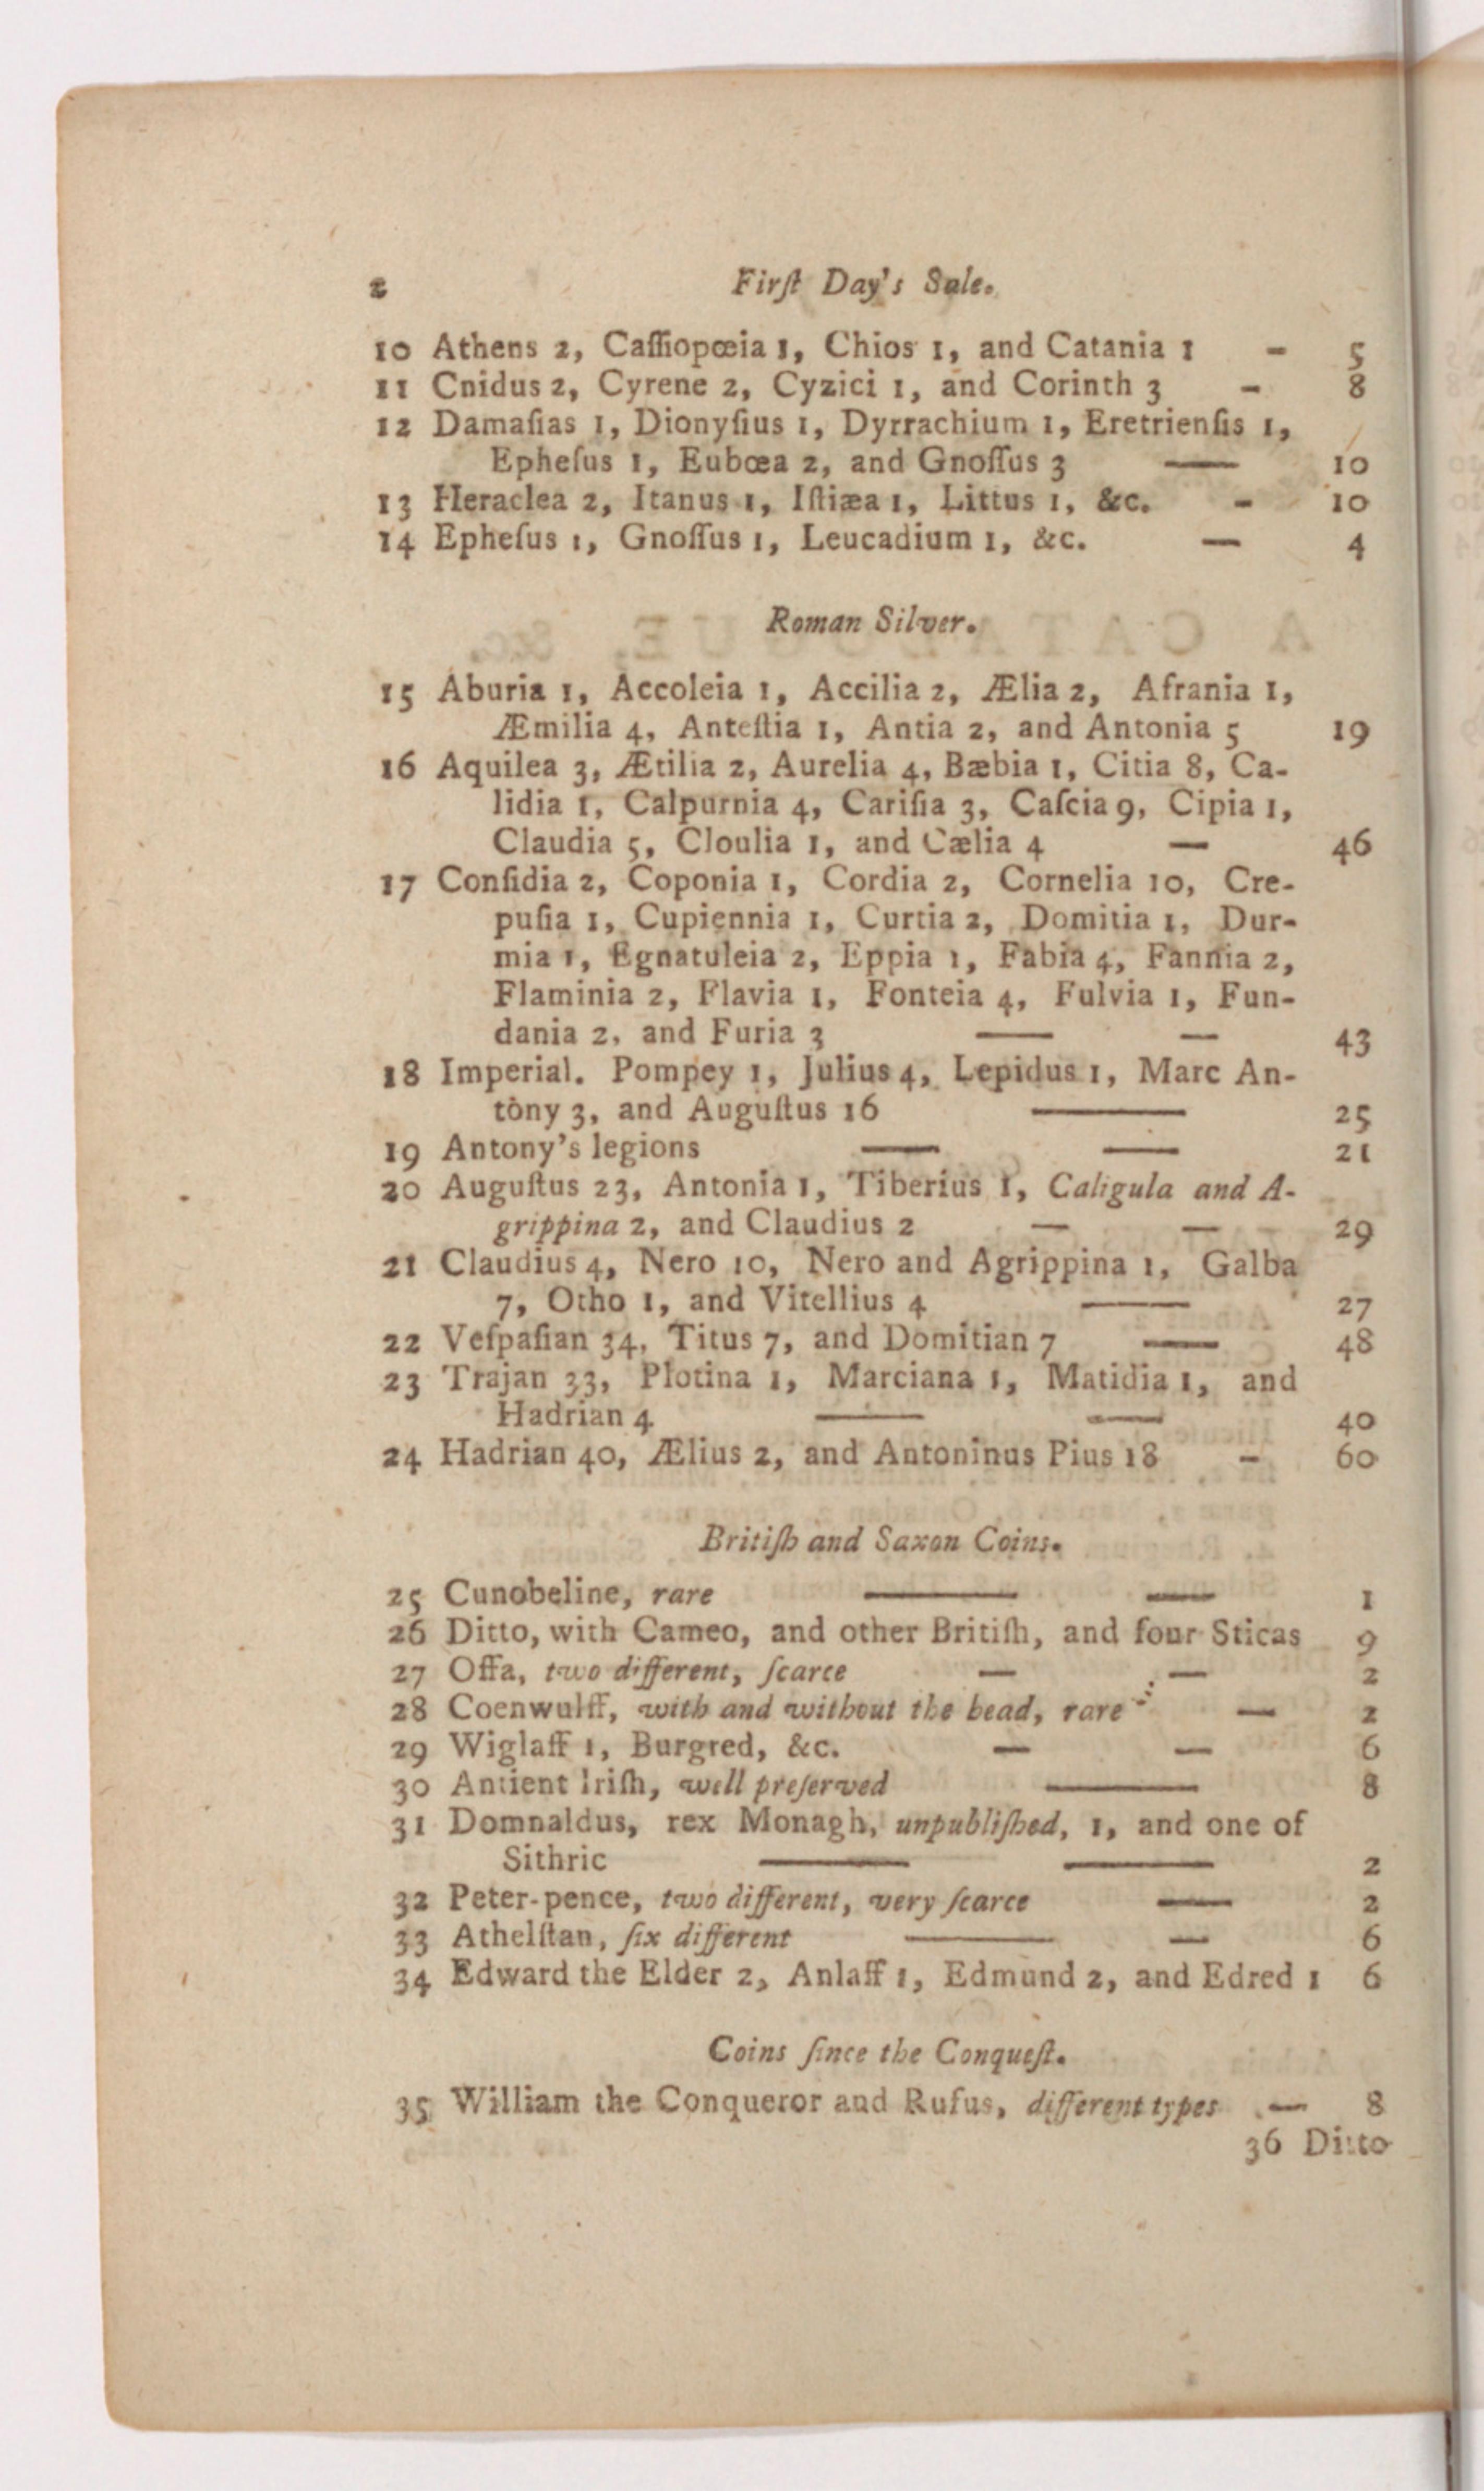 2 First Day's Sale.
10 Athens 2, Cassiopœia 1, Chios 1, and Catania 1 - 5
11 Cnidus 2, Cyrene 2, Cyzici 1, and Corinth 3 - 8
12 Damaſias 1, Dionyſius 1, Dyrrachium 1, Eretrienſis 1,
Epheſus 1, Eubœa 2, and Gnoſſus 3 — 10
13 Heraclea 2, Itanus 1, Iſtiæa 1, Littus 1, &c. - 10
14 Epheſus 1, Gnoſſus 1, Leucadium 1, &c. — 4
Roman Silver.
15 Aburia 1, Accoleia 1, Accilia 2, Ælia 2, Afrania 1,
Æmilia 4, Anteſtia 1, Antia 2, and Antonia 5 19
16 Aquilea 3, Ætilia 2, Aurelia 4, Bæbia 1, Citia 8, Ca-
lidia 1, Calpurnia 4, Cariſia 3, Caſcia 9, Cipia 1,
Claudia 5, Cloulia 1, and Cælia 4 — 46
17 Conſidia 2, Coponia 1, Cordia 2, Cornelia 10, Cre-
puſia 1, Cupiennia 1, Curtia 2, Domitia 1, Dur-
mia 1, Egnatuleia 2, Eppia 1, Fabia 4, Fannia 2,
Flaminia 2, Flavia 1, Fonteia 4, Fulvia 1, Fun-
dania 2, and Furia 3 — — 43
18 Imperial. Pompey 1, Julius 4, Lepidus 1, Marc An-
tony 3, and Auguſtus 16 — 25
19 Antony's legions — — 21
20 Auguſtus 23, Antonia 1, Tiberius 1, Caligula and A-
grippina 2, and Claudius 2 — — 29
21 Claudius 4, Nero 10, Nero and Agrippina 1, Galba
7, Otho 1, and Vitellius 4 — 27
22 Veſpaſian 34, Titus 7, and Domitian 7 — 48
23 Trajan 33, Plotina 1, Marciana 1, Matidia 1, and
Hadrian 4 — — 40
24 Hadrian 40, Ælius 2, and Antoninus Pius 18 - 60
Britiſh and Saxon Coins.
25 Cunobeline, rare — — 1
26 Ditto, with Cameo, and other Britiſh, and four Sticas 9
27 Offa, two different, ſcarce — — 2
28 Coenwulff, with and without the head, rare — 2
29 Wiglaff 1, Burgred, &c. — — 6
30 Antient Iriſh, well preſerved — 8
31 Domnaldus, rex Monagh, unpubliſhed, 1, and one of
Sithric — — 2
32 Peter-pence, two different, very ſcarce — 2
33 Athelſtan, ſix different — — 6
34 Edward the Elder 2, Anlaff 1, Edmund 2, and Edred 1 6
Coins ſince the Conqueſt.
35 William the Conqueror and Rufus, different types — 8
36 Ditto